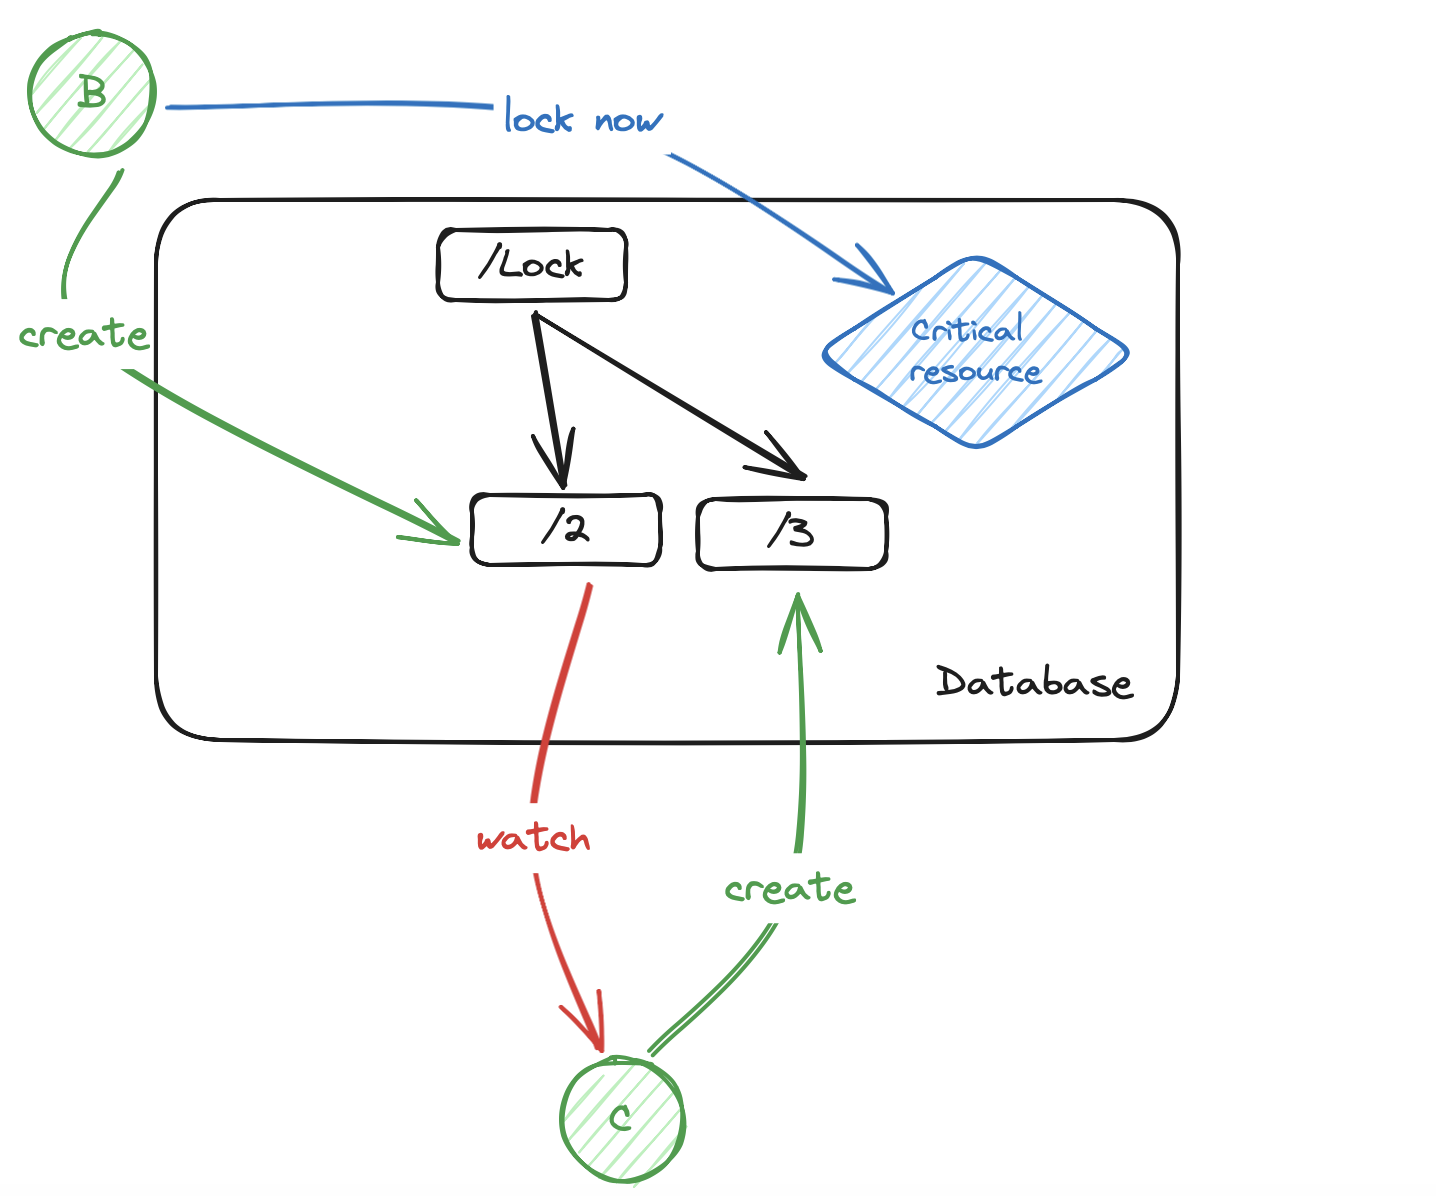 B
lock now
/Lock
Critical
resource
create
/2
/3
Database
watch
create
C